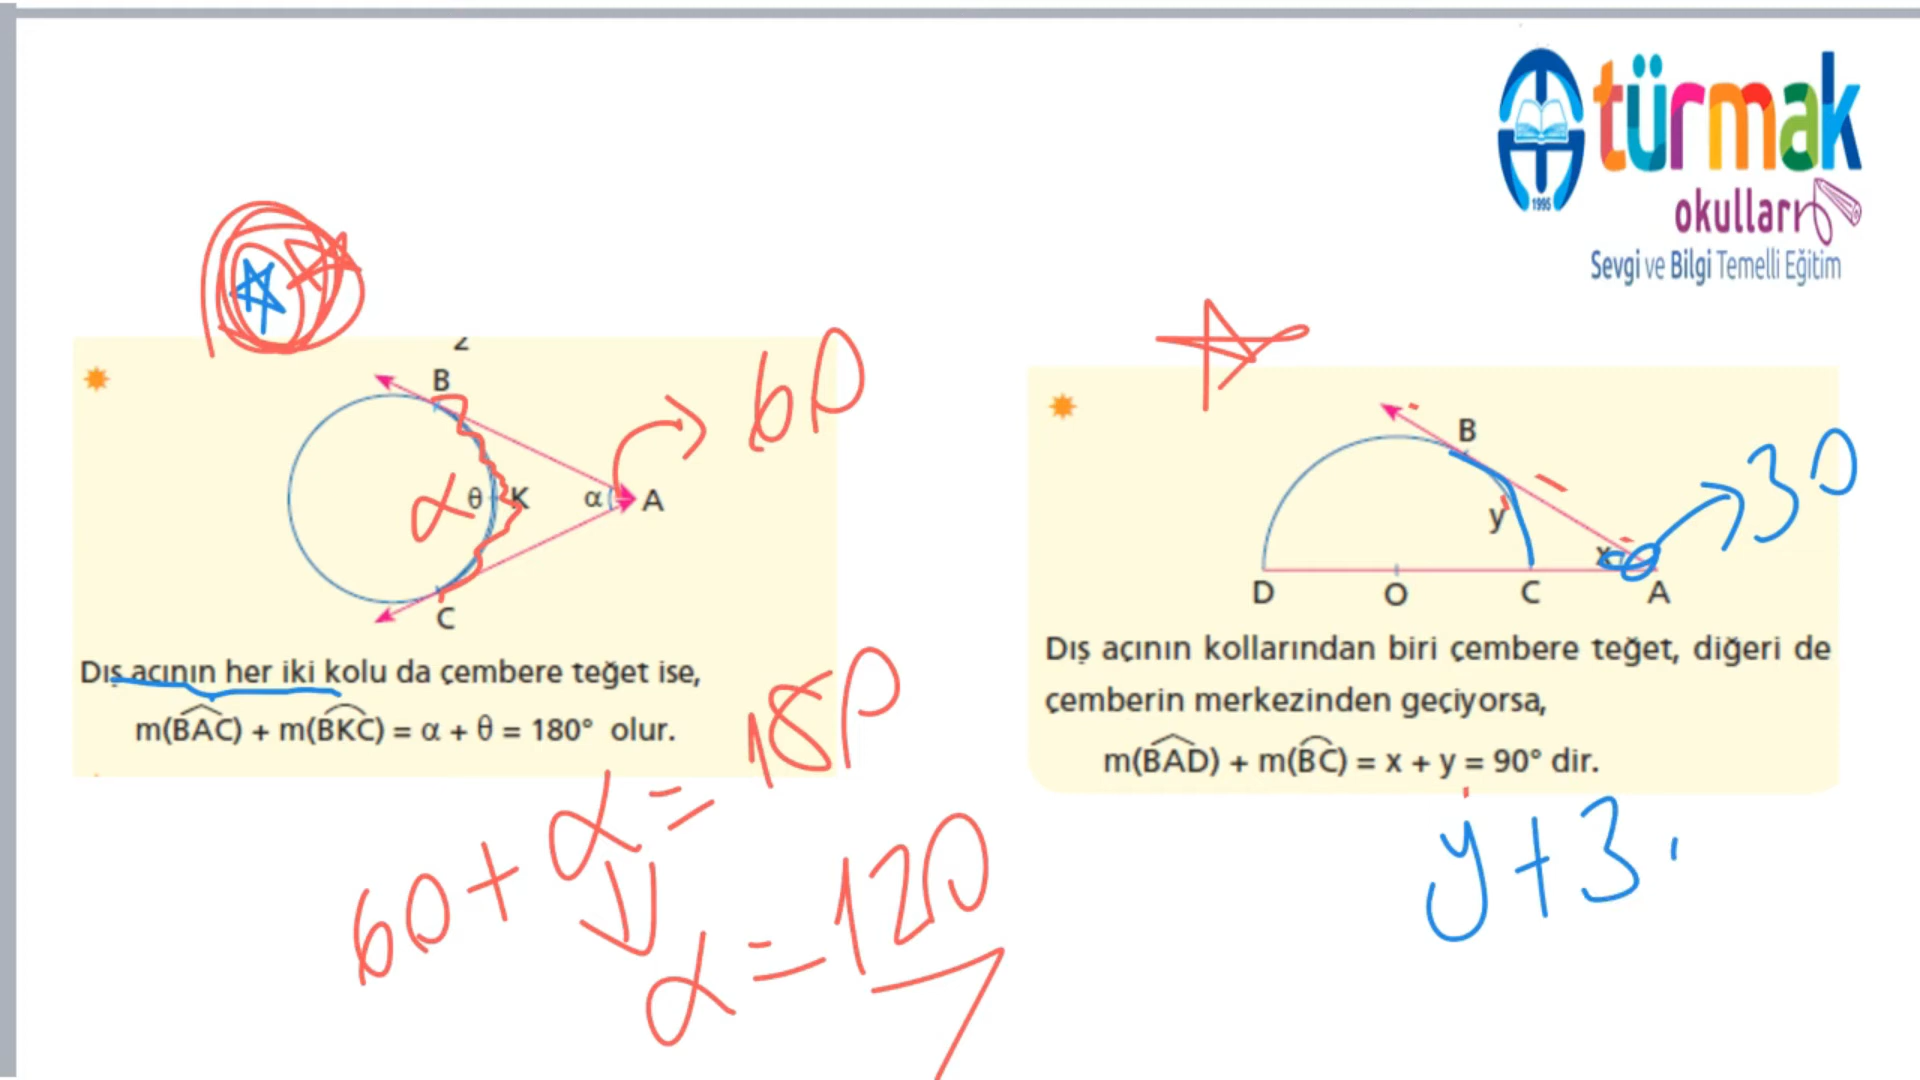 türmak
okulları
Sevgi ve Bilgi Temelli Eğitim
1995
B
θ
K
α
A
C
α
60
Dış açının her iki kolu da çembere teğet ise,
m(BAC) + m(BKC) = α + θ = 180° olur.
60 + α = 180
α = 120
B
y
x
30
D
O
C
A
Dış açının kollarından biri çembere teğet, diğeri de
çemberin merkezinden geçiyorsa,
m(BAD) + m(BC) = x + y = 90° dir.
y + 3